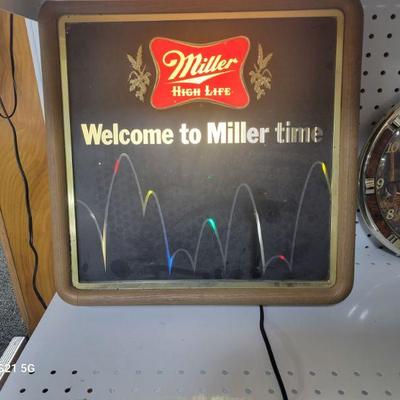 Miller
HIGH LIFE
Welcome to Miller time
S21 5G